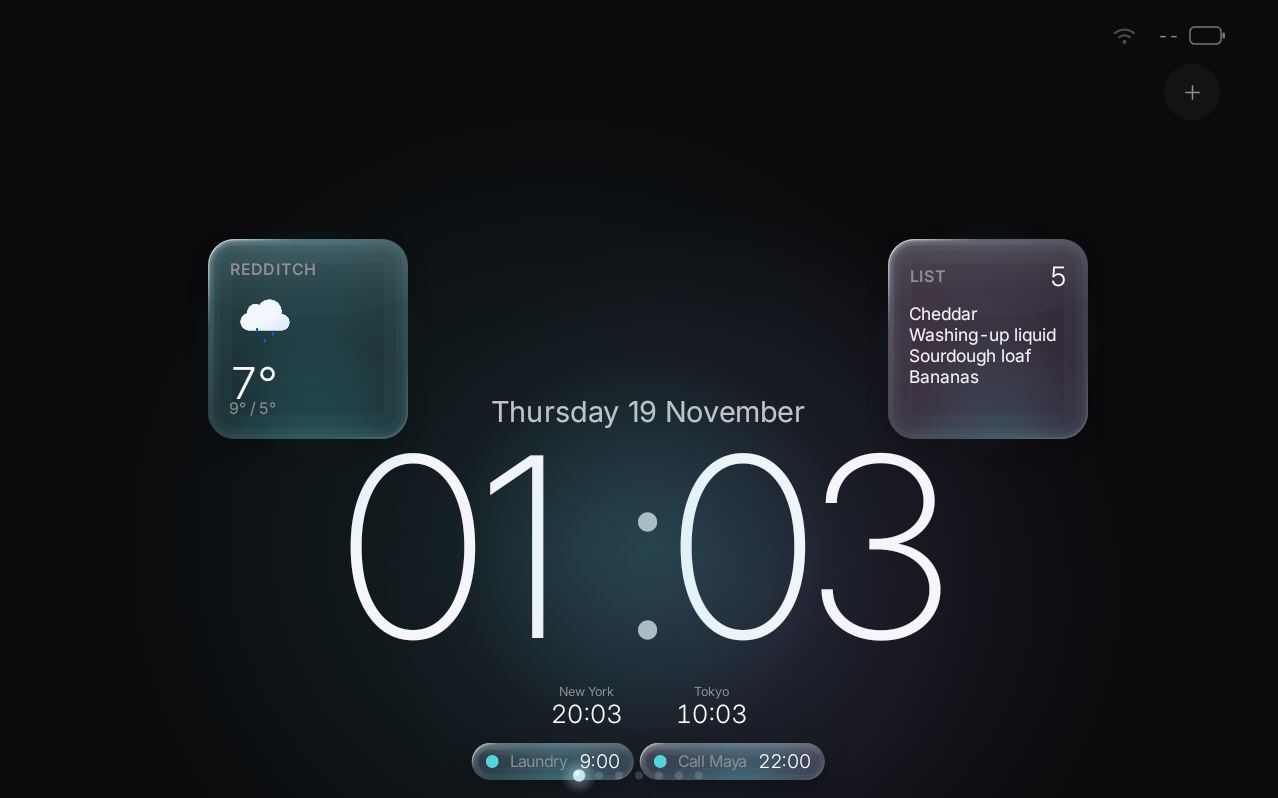 --
+
REDDITCH
7°
9° / 5°
LIST 5
Cheddar
Washing-up liquid
Sourdough loaf
Bananas
Thursday 19 November
01:03
New York
20:03
Tokyo
10:03
Laundry 9:00
Call Maya 22:00